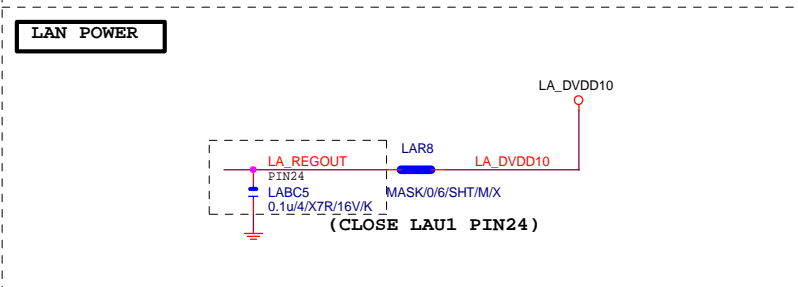 LAN POWER
LA_DVDD10
LAR8
LA_REGOUT
LA_DVDD10
PIN24
LABC5
MASK/0/6/SHT/M/X
0.1u/4/X7R/16V/K
(CLOSE LAU1 PIN24)